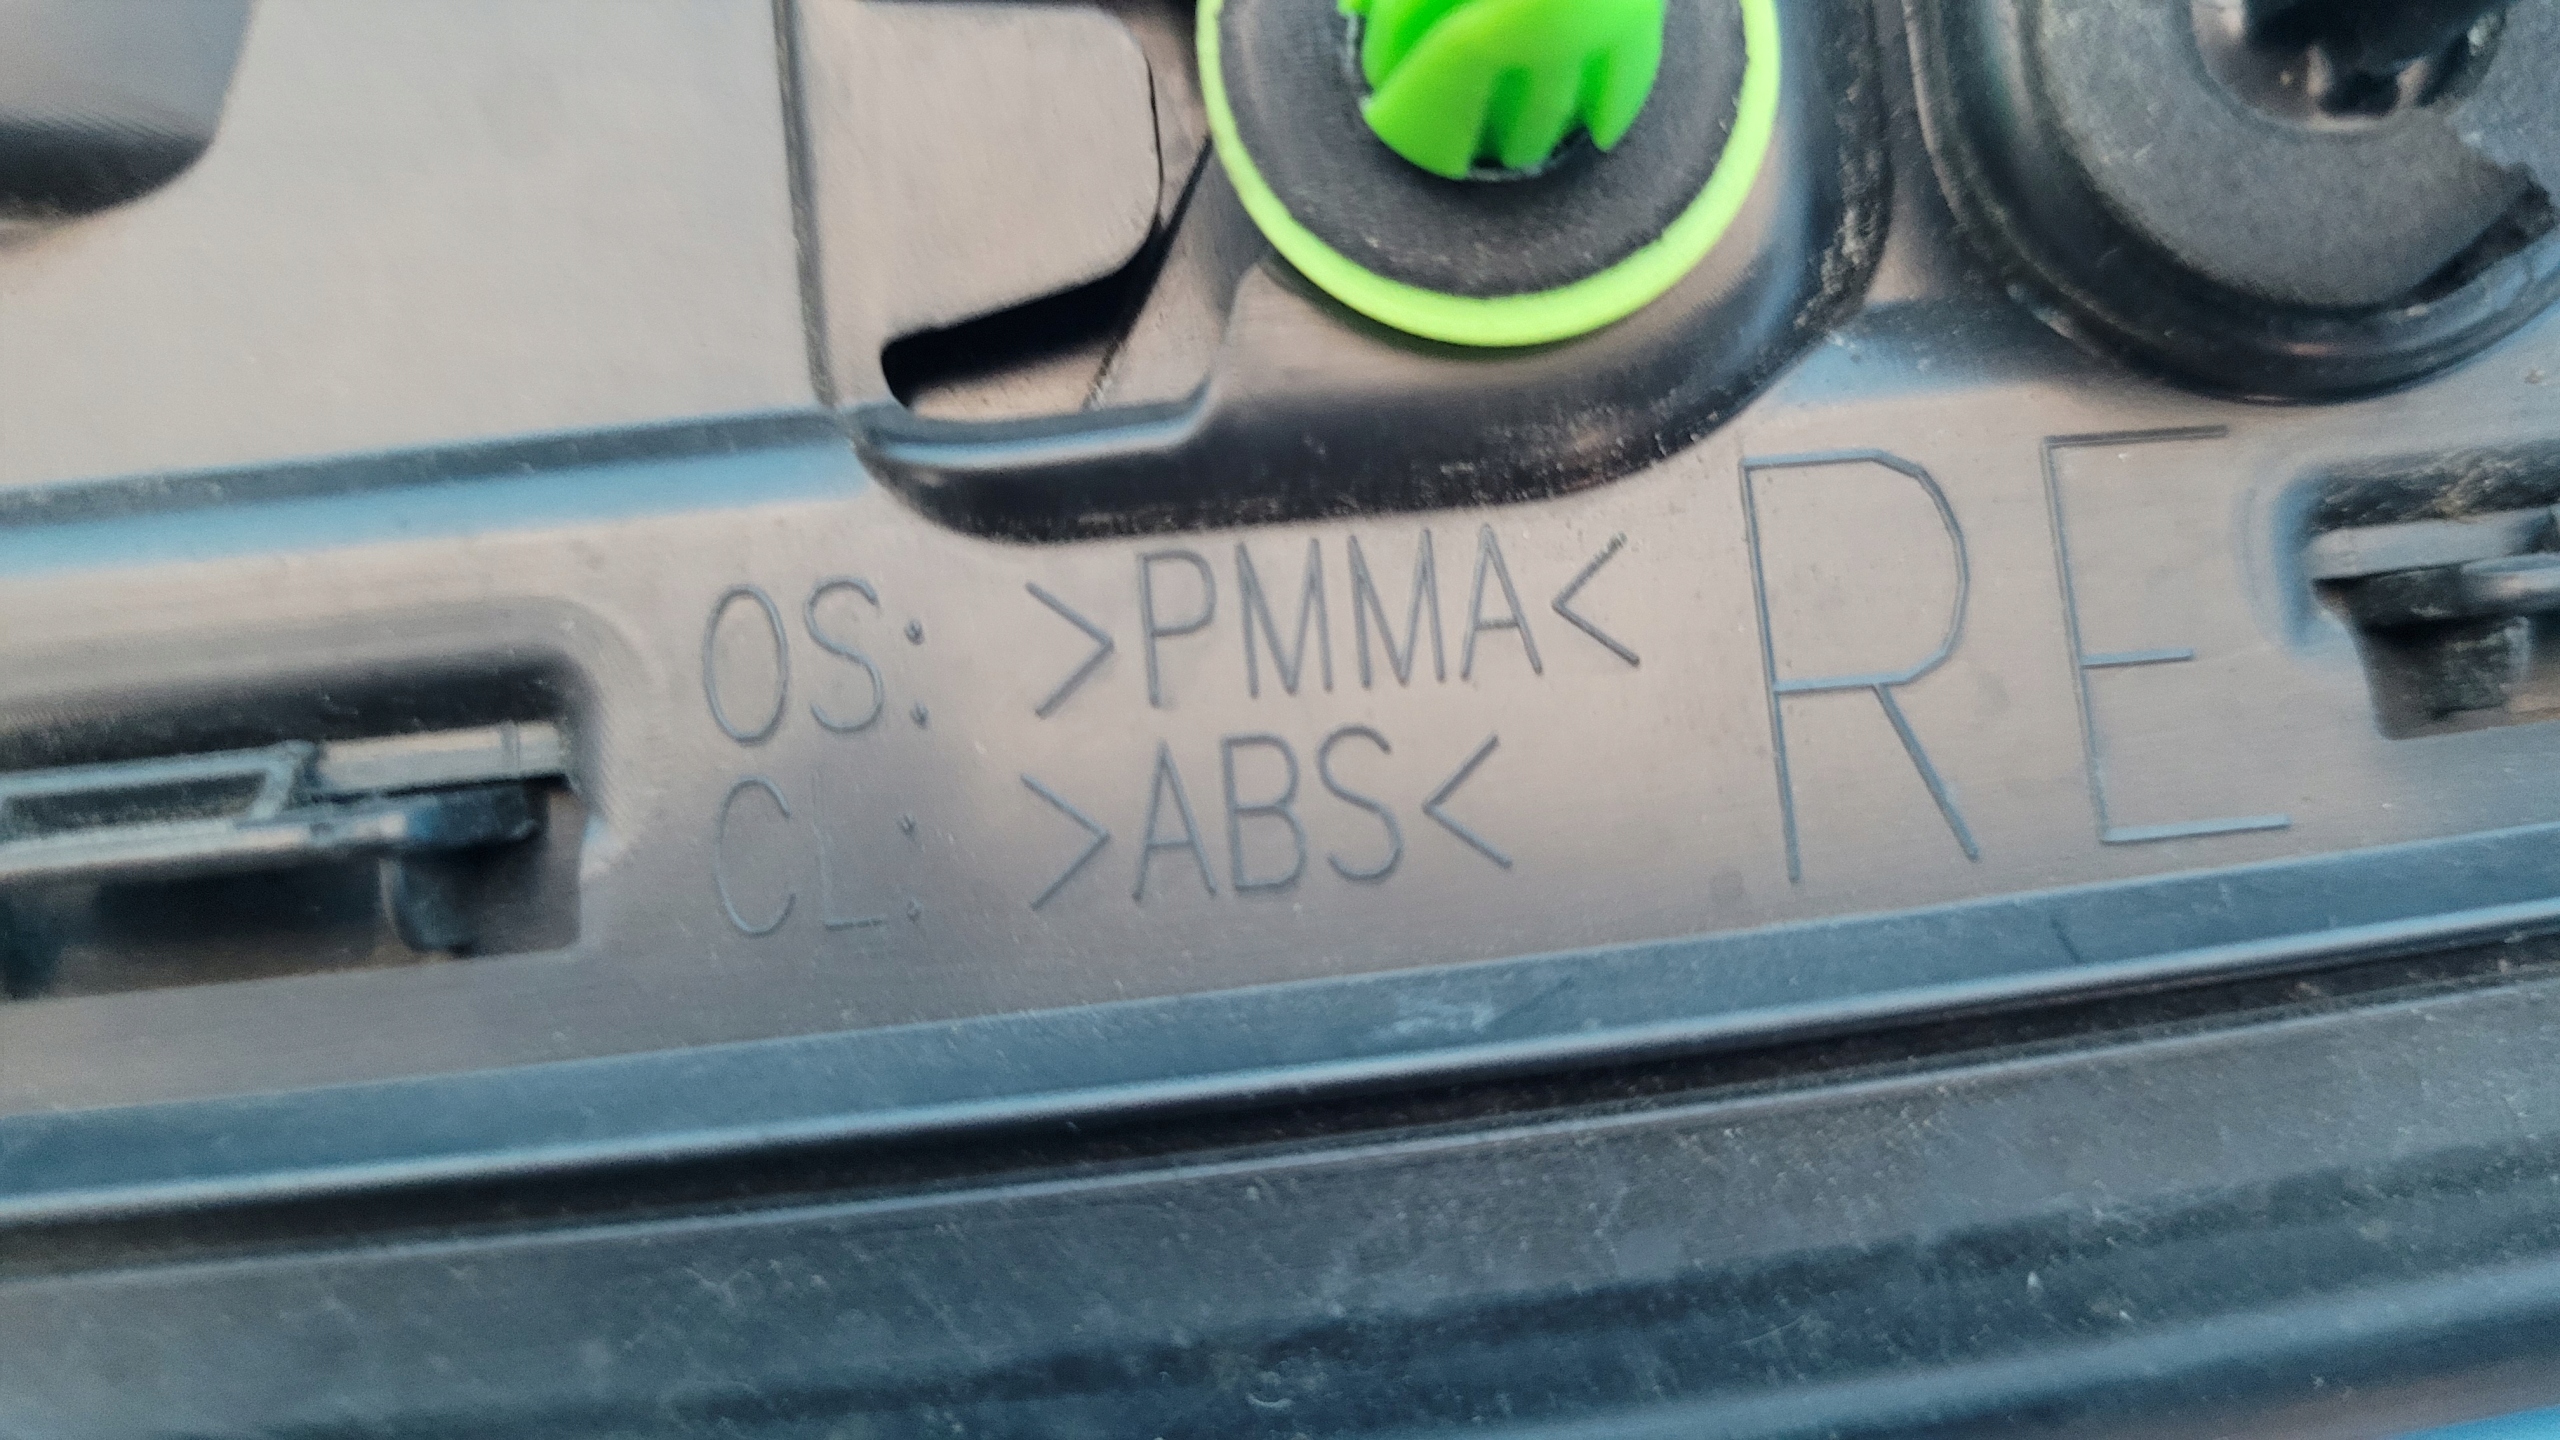 OS: >PMMA< RE
CL: >ABS<